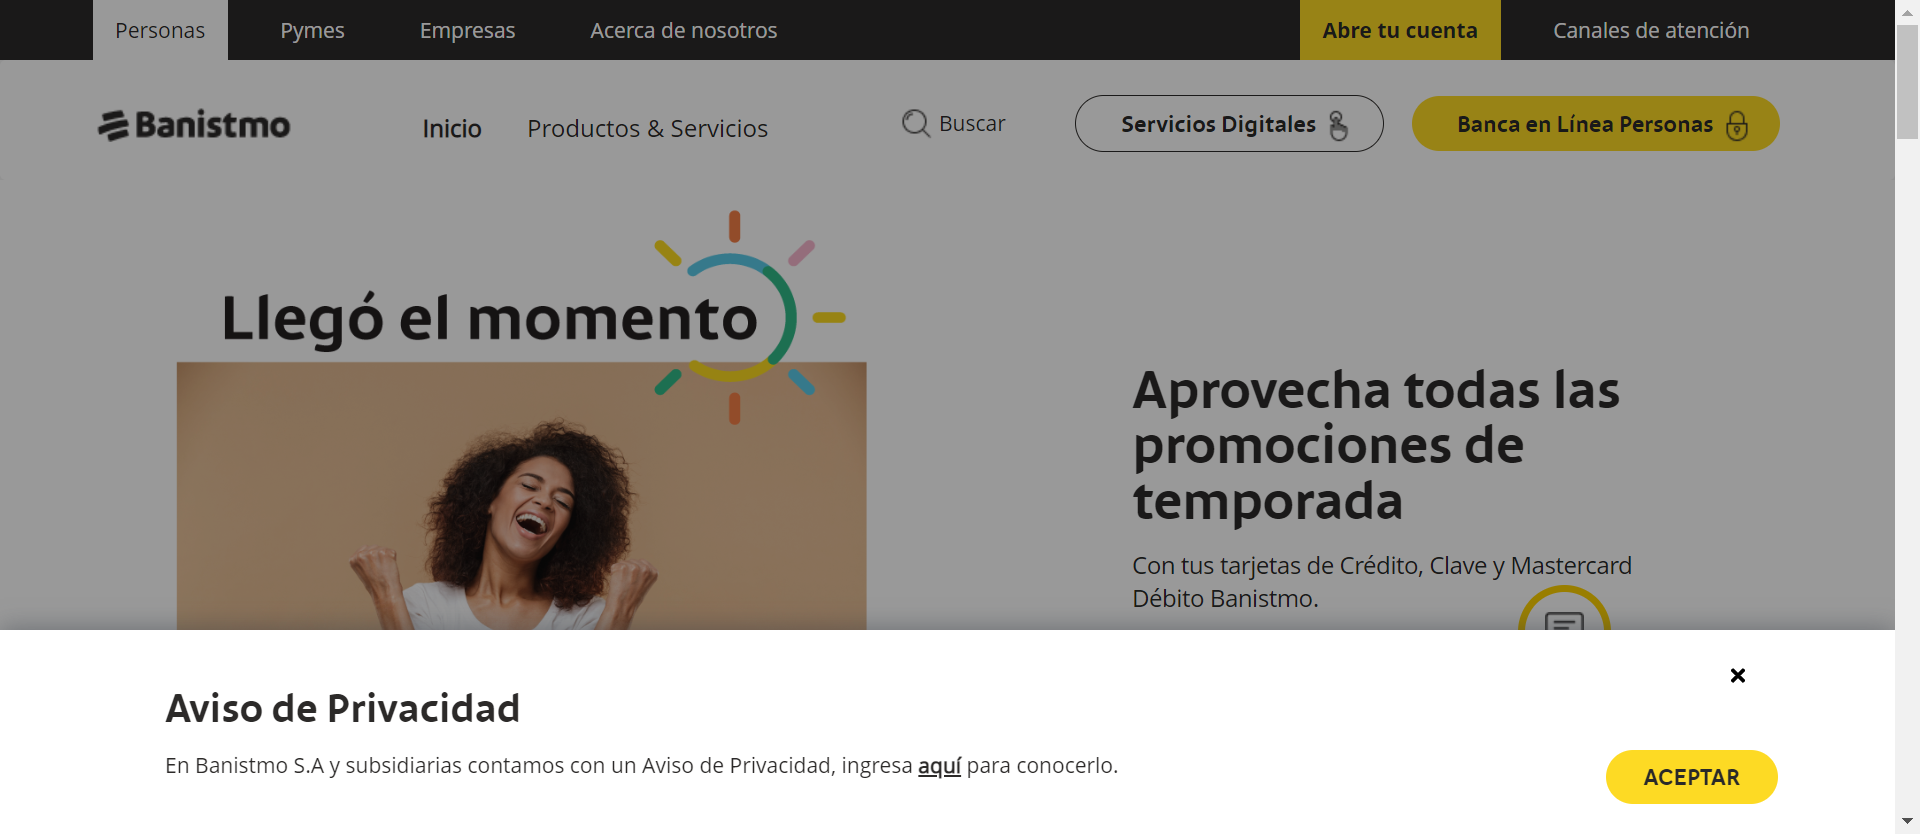 Personas
Pymes
Empresas
Acerca de nosotros
Abre tu cuenta
Canales de atención
Banistmo
Inicio
Productos & Servicios
Buscar
Servicios Digitales
Banca en Línea Personas
Llegó el momento
Aprovecha todas las
promociones de
temporada
Con tus tarjetas de Crédito, Clave y Mastercard
Débito Banistmo.
Aviso de Privacidad
En Banistmo S.A y subsidiarias contamos con un Aviso de Privacidad, ingresa aquí para conocerlo.
ACEPTAR